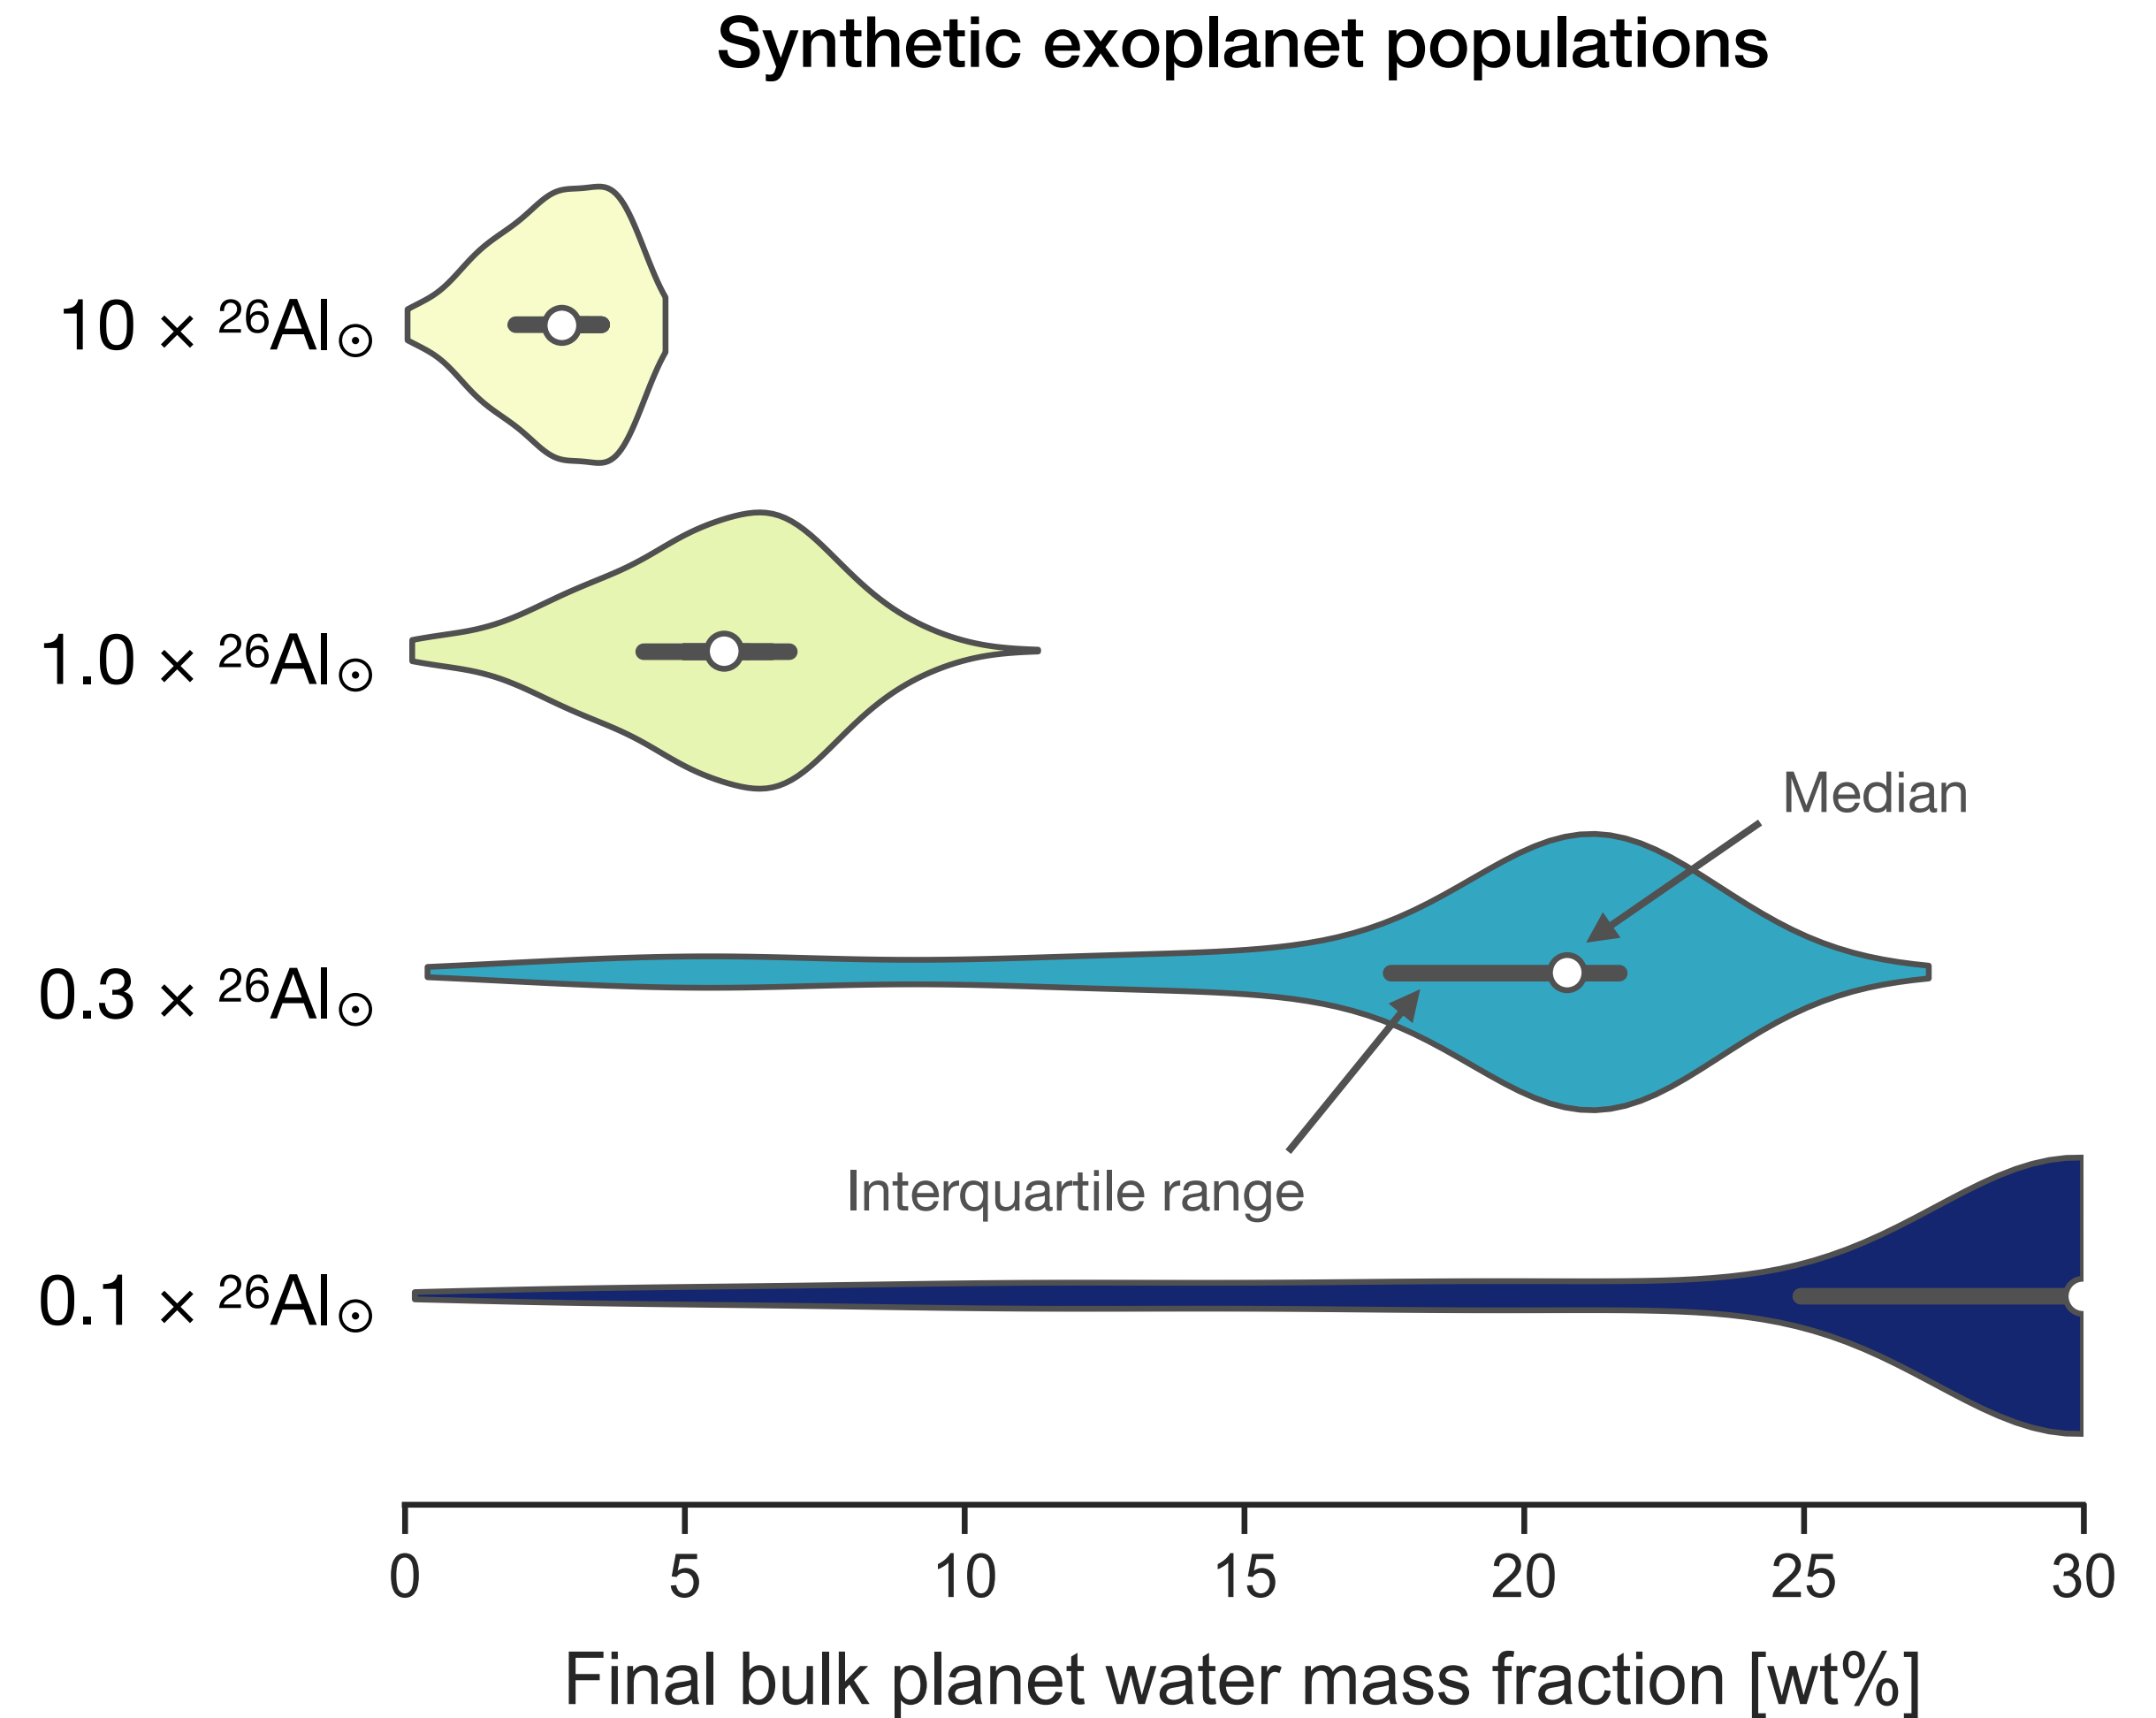 Synthetic exoplanet populations
10 × ²⁶Al☉
1.0 × ²⁶Al☉
Median
0.3 × ²⁶Al☉
Interquartile range
0.1 × ²⁶Al☉
0 5 10 15 20 25 30
Final bulk planet water mass fraction [wt%]